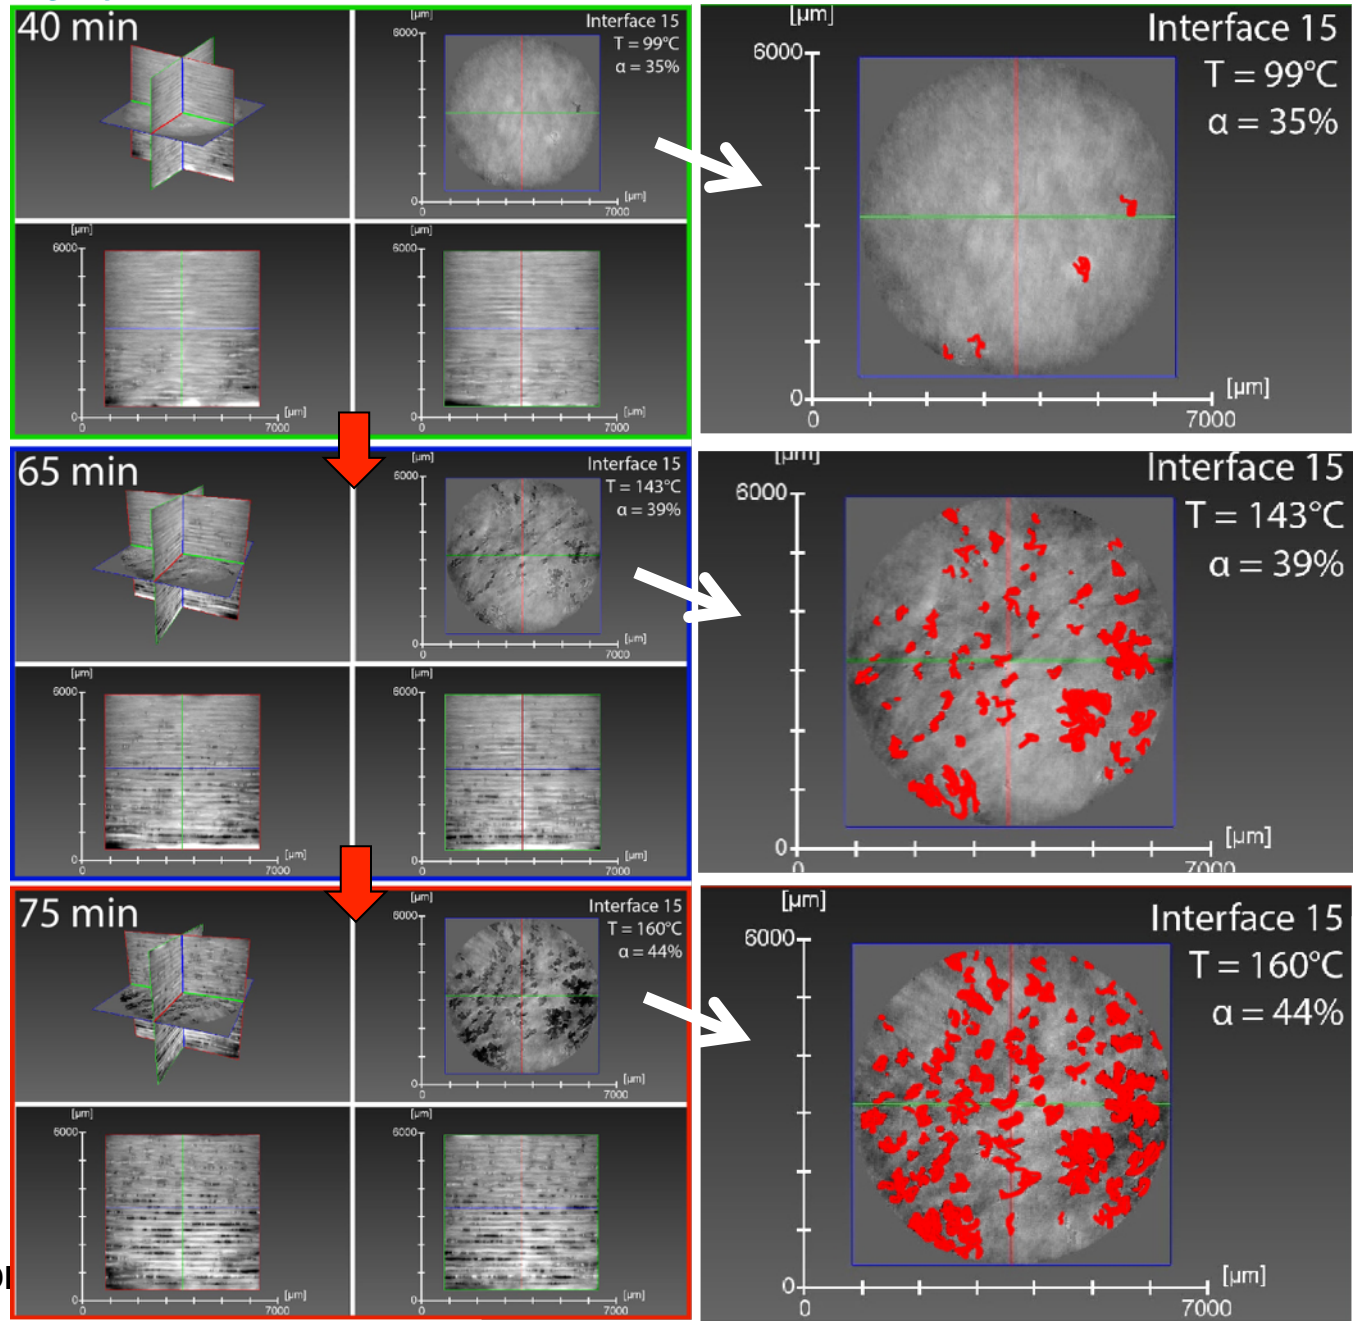 40 min
Interface 15
T = 99°C
α = 35%
[µm]
6000
0
0
7000
[µm]
[µm]
6000
0
0
7000
[µm]
[µm]
6000
0
0
7000
[µm]
[µm]
Interface 15
6000
T = 99°C
α = 35%
0
0
7000
[µm]
65 min
Interface 15
T = 143°C
α = 39%
[µm]
6000
0
0
7000
[µm]
[µm]
6000
0
0
7000
[µm]
[µm]
6000
0
0
7000
[µm]
[µm]
Interface 15
6000
T = 143°C
α = 39%
0
0
7000
[µm]
75 min
Interface 15
T = 160°C
α = 44%
[µm]
6000
0
0
7000
[µm]
[µm]
6000
0
0
7000
[µm]
[µm]
6000
0
0
7000
[µm]
[µm]
Interface 15
6000
T = 160°C
α = 44%
0
0
7000
[µm]